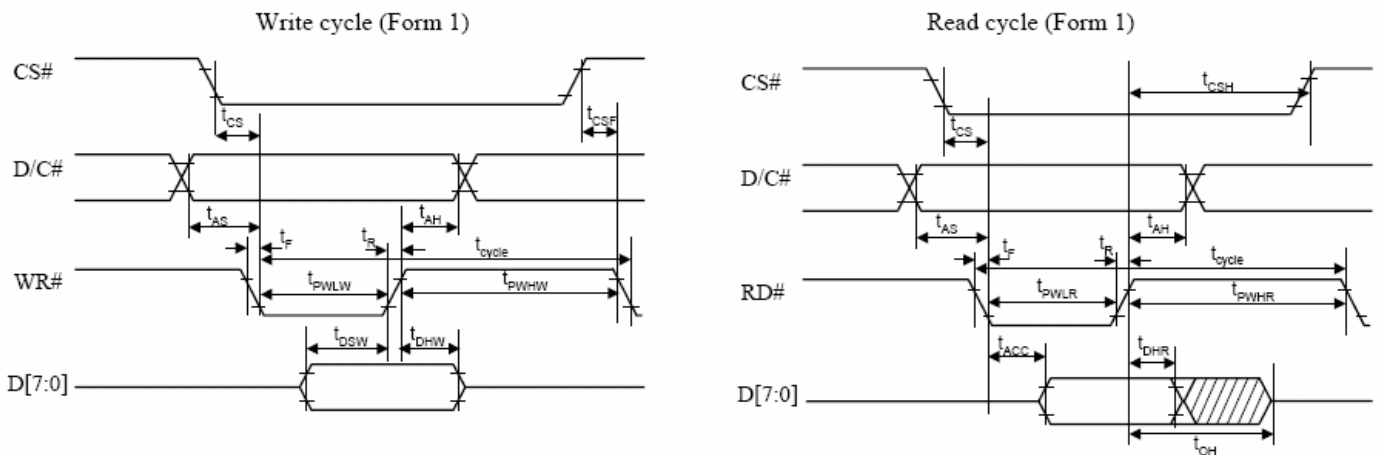 Write cycle (Form 1)
CS#
tCS
tCSF
D/C#
tAS
tAH
tF
tR
tcycle
WR#
tPWLW
tPWHW
tDSW
tDHW
D[7:0]
Read cycle (Form 1)
CS#
tCSH
tCS
D/C#
tAS
tAH
tF
tR
tcycle
RD#
tPWLR
tPWHR
tACC
tDHR
D[7:0]
tOH